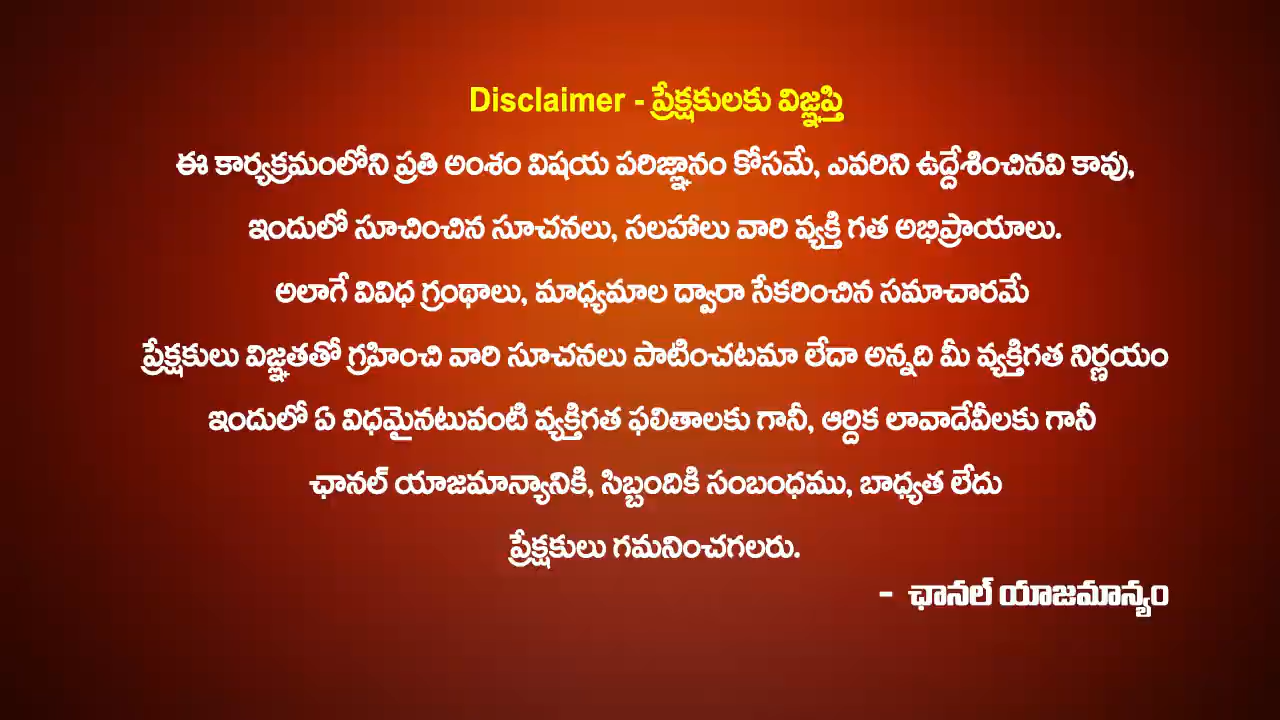 Disclaimer - ప్రేక్షకులకు విజ్ఞప్తి
ఈ కార్యక్రమంలోని ప్రతి అంశం విషయ పరిజ్ఞానం కోసమే, ఎవరిని ఉద్దేశించినవి కావు,
ఇందులో సూచించిన సూచనలు, సలహాలు వారి వ్యక్తి గత అభిప్రాయాలు.
అలాగే వివిధ గ్రంథాలు, మాధ్యమాల ద్వారా సేకరించిన సమాచారమే
ప్రేక్షకులు విజ్ఞతతో గ్రహించి వారి సూచనలు పాటించటమా లేదా అన్నది మీ వ్యక్తిగత నిర్ణయం
ఇందులో ఏ విధమైనటువంటి వ్యక్తిగత ఫలితాలకు గానీ, ఆర్దిక లావాదేవీలకు గానీ
ఛానల్ యాజమాన్యానికి, సిబ్బందికి సంబంధము, బాధ్యత లేదు
ప్రేక్షకులు గమనించగలరు.
- ఛానల్ యాజమాన్యం